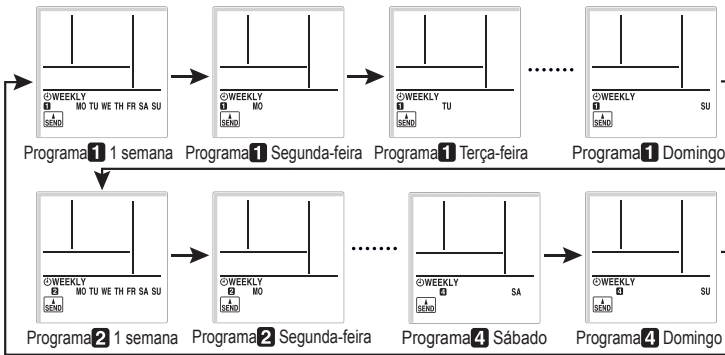 WEEKLY
1 MO TU WE TH FR SA SU
SEND
Programa 1 1 semana
WEEKLY
1 MO
SEND
Programa 1 Segunda-feira
WEEKLY
1 TU
SEND
Programa 1 Terça-feira
.......
WEEKLY
1 SU
SEND
Programa 1 Domingo
WEEKLY
2 MO TU WE TH FR SA SU
SEND
Programa 2 1 semana
WEEKLY
2 MO
SEND
Programa 2 Segunda-feira
.......
WEEKLY
4 SA
SEND
Programa 4 Sábado
WEEKLY
4 SU
SEND
Programa 4 Domingo